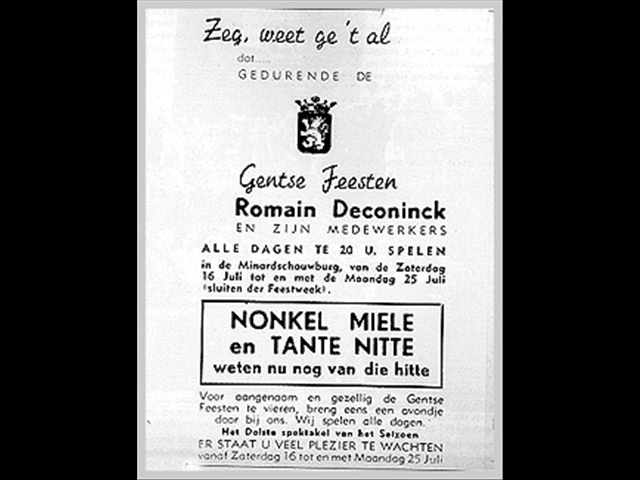 Zeg, weet ge 't al
dat.....
GEDURENDE DE
Gentse Feesten
Romain Deconinck
EN ZIJN MEDEWERKERS
ALLE DAGEN TE 20 U. SPELEN
in de Minardschouwburg, van de Zaterdag
16 Juli tot en met de Maandag 25 Juli
(sluiten der Feestweek).
NONKEL MIELE
en TANTE NITTE
weten nu nog van die hitte
Voor aangenaam en gezellig de Gentse
Feesten te vieren, breng eens een avondje
door bij ons. Wij spelen alle dagen.
Het Dolste spektakel van het Seizoen
ER STAAT U VEEL PLEZIER TE WACHTEN
vanaf Zaterdag 16 tot en met Maandag 25 Juli